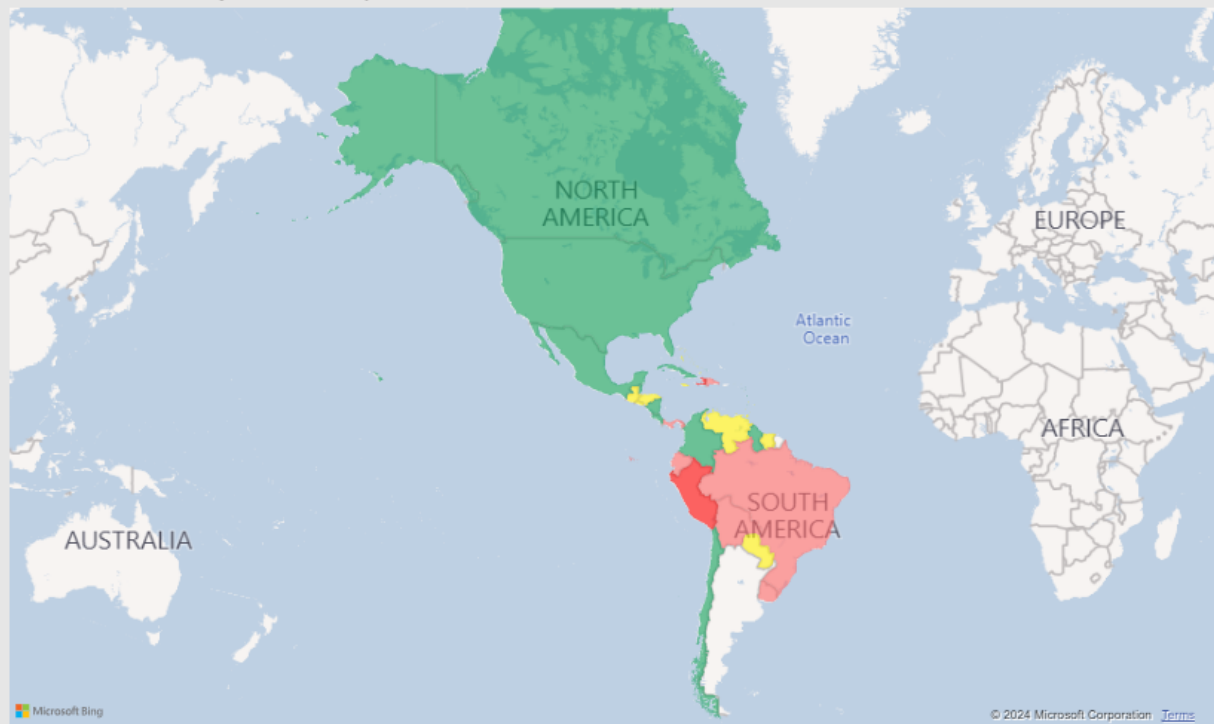 NORTH
AMERICA
EUROPE
Atlantic
Ocean
AFRICA
SOUTH
AMERICA
AUSTRALIA
Microsoft Bing
© 2024 Microsoft Corporation Terms